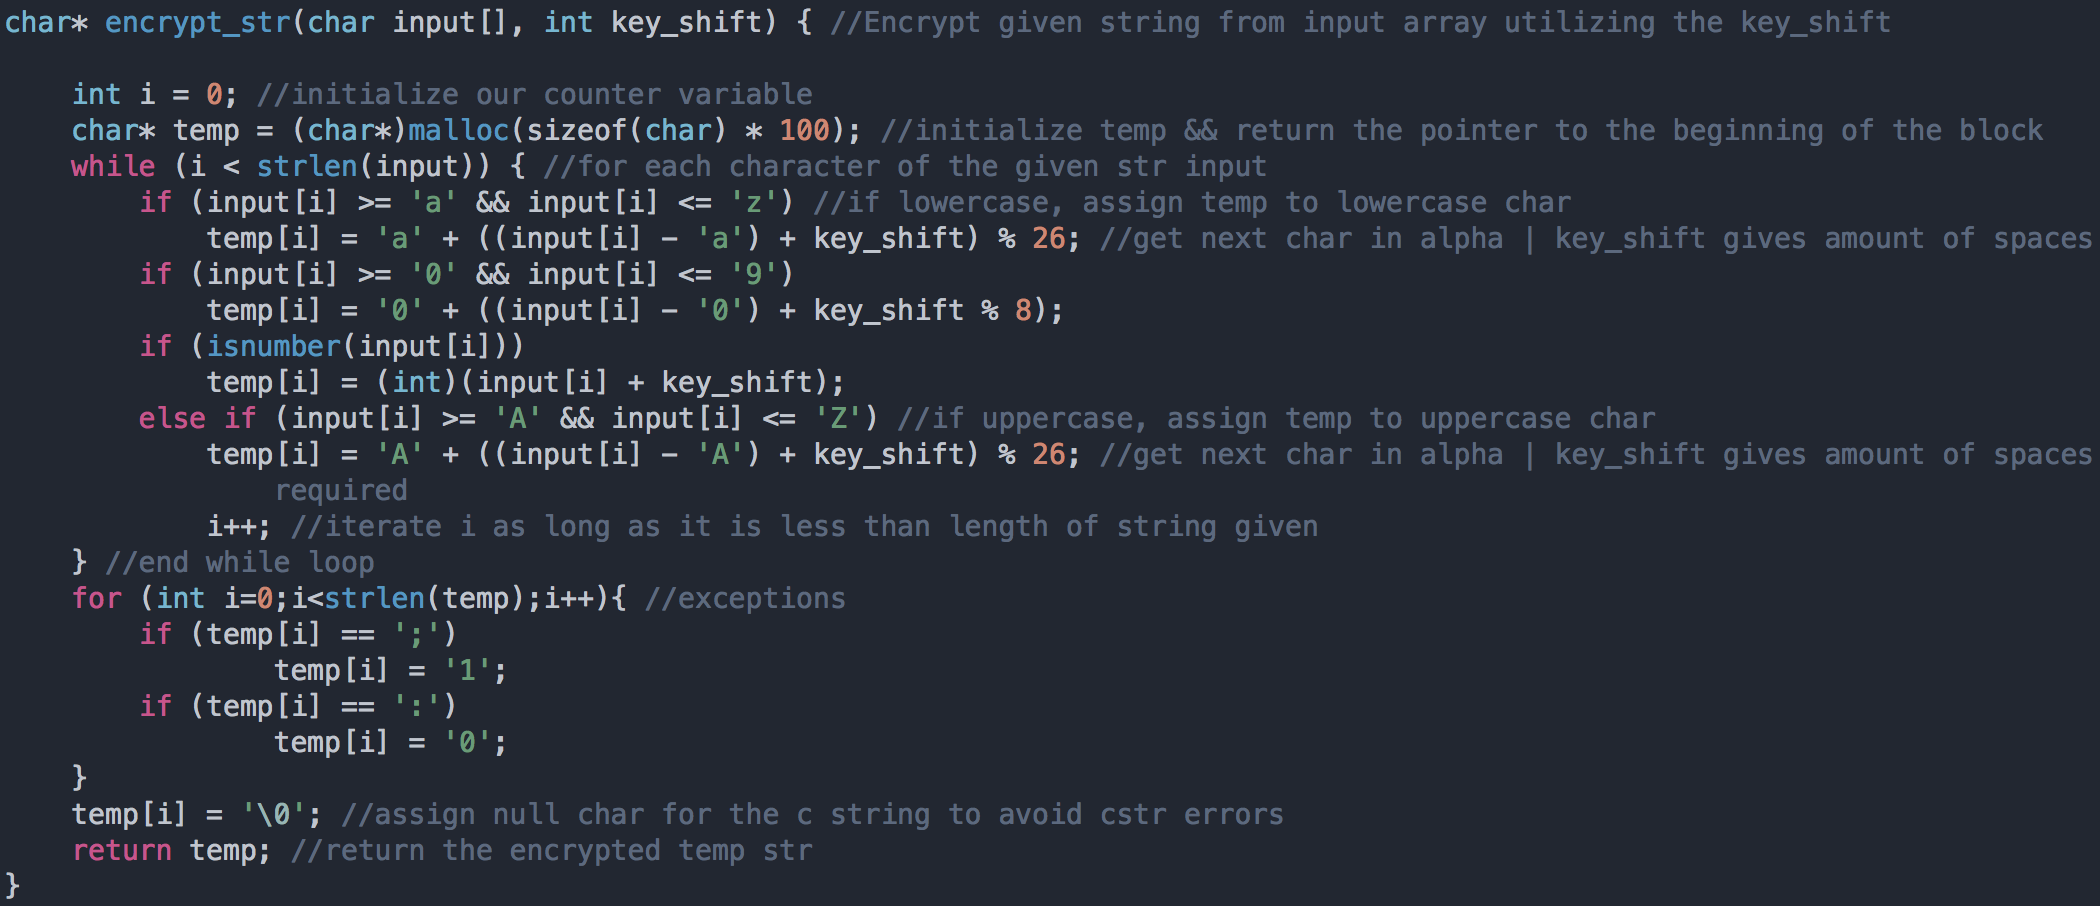 char* encrypt_str(char input[], int key_shift) { //Encrypt given string from input array utilizing the key_shift
int i = 0; //initialize our counter variable
char* temp = (char*)malloc(sizeof(char) * 100); //initialize temp && return the pointer to the beginning of the block
while (i < strlen(input)) { //for each character of the given str input
if (input[i] >= 'a' && input[i] <= 'z') //if lowercase, assign temp to lowercase char
temp[i] = 'a' + ((input[i] - 'a') + key_shift) % 26; //get next char in alpha | key_shift gives amount of spaces
if (input[i] >= '0' && input[i] <= '9')
temp[i] = '0' + ((input[i] - '0') + key_shift % 8);
if (isnumber(input[i]))
temp[i] = (int)(input[i] + key_shift);
else if (input[i] >= 'A' && input[i] <= 'Z') //if uppercase, assign temp to uppercase char
temp[i] = 'A' + ((input[i] - 'A') + key_shift) % 26; //get next char in alpha | key_shift gives amount of spaces
required
i++; //iterate i as long as it is less than length of string given
} //end while loop
for (int i=0;i<strlen(temp);i++){ //exceptions
if (temp[i] == ';')
temp[i] = '1';
if (temp[i] == ':')
temp[i] = '0';
}
temp[i] = '\0'; //assign null char for the c string to avoid cstr errors
return temp; //return the encrypted temp str
}